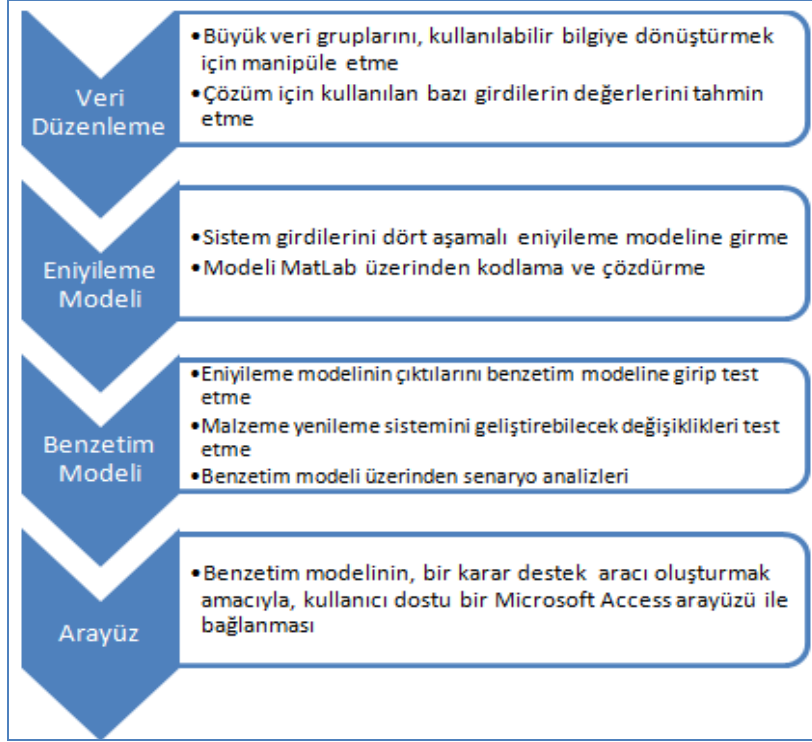 Veri
Düzenleme
•Büyük veri gruplarını, kullanılabilir bilgiye dönüştürmek
için manipüle etme
•Çözüm için kullanılan bazı girdilerin değerlerini tahmin
etme
Eniyileme
Modeli
•Sistem girdilerini dört aşamalı eniyileme modeline girme
•Modeli MatLab üzerinden kodlama ve çözdürme
Benzetim
Modeli
•Eniyileme modelinin çıktılarını benzetim modeline girip test
etme
•Malzeme yenileme sistemini geliştirebilecek değişiklikleri test
etme
•Benzetim modeli üzerinden senaryo analizleri
Arayüz
•Benzetim modelinin, bir karar destek aracı oluşturmak
amacıyla, kullanıcı dostu bir Microsoft Access arayüzü ile
bağlanması